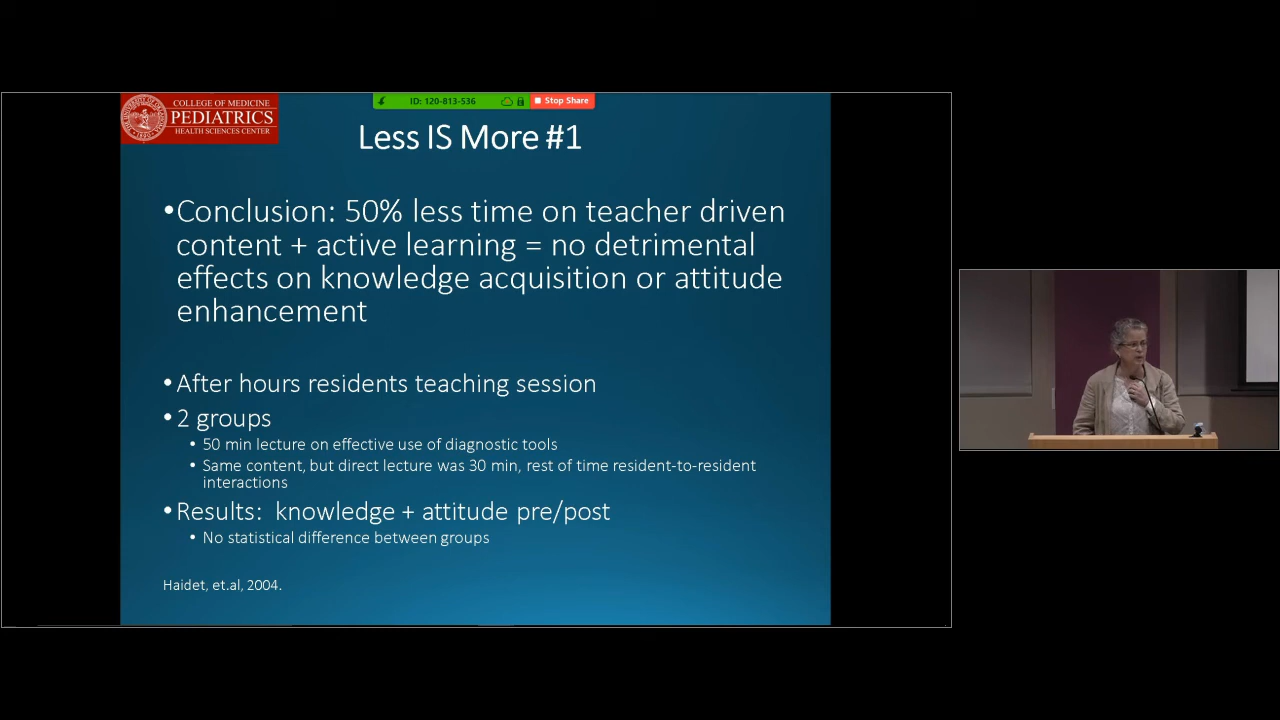 COLLEGE OF MEDICINE
PEDIATRICS
HEALTH SCIENCES CENTER
ID: 120-813-536
Stop Share
Less IS More #1
•Conclusion: 50% less time on teacher driven
content + active learning = no detrimental
effects on knowledge acquisition or attitude
enhancement
• After hours residents teaching session
• 2 groups
• 50 min lecture on effective use of diagnostic tools
• Same content, but direct lecture was 30 min, rest of time resident-to-resident
interactions
• Results:  knowledge + attitude pre/post
• No statistical difference between groups
Haidet, et.al, 2004.